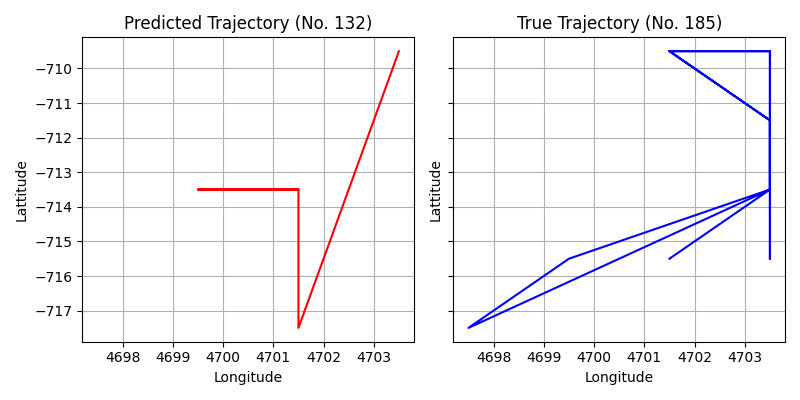 Predicted Trajectory (No. 132)
True Trajectory (No. 185)
Lattitude
−710
−711
−712
−713
−714
−715
−716
−717
4698 4699 4700 4701 4702 4703
Longitude
Lattitude
4698 4699 4700 4701 4702 4703
Longitude